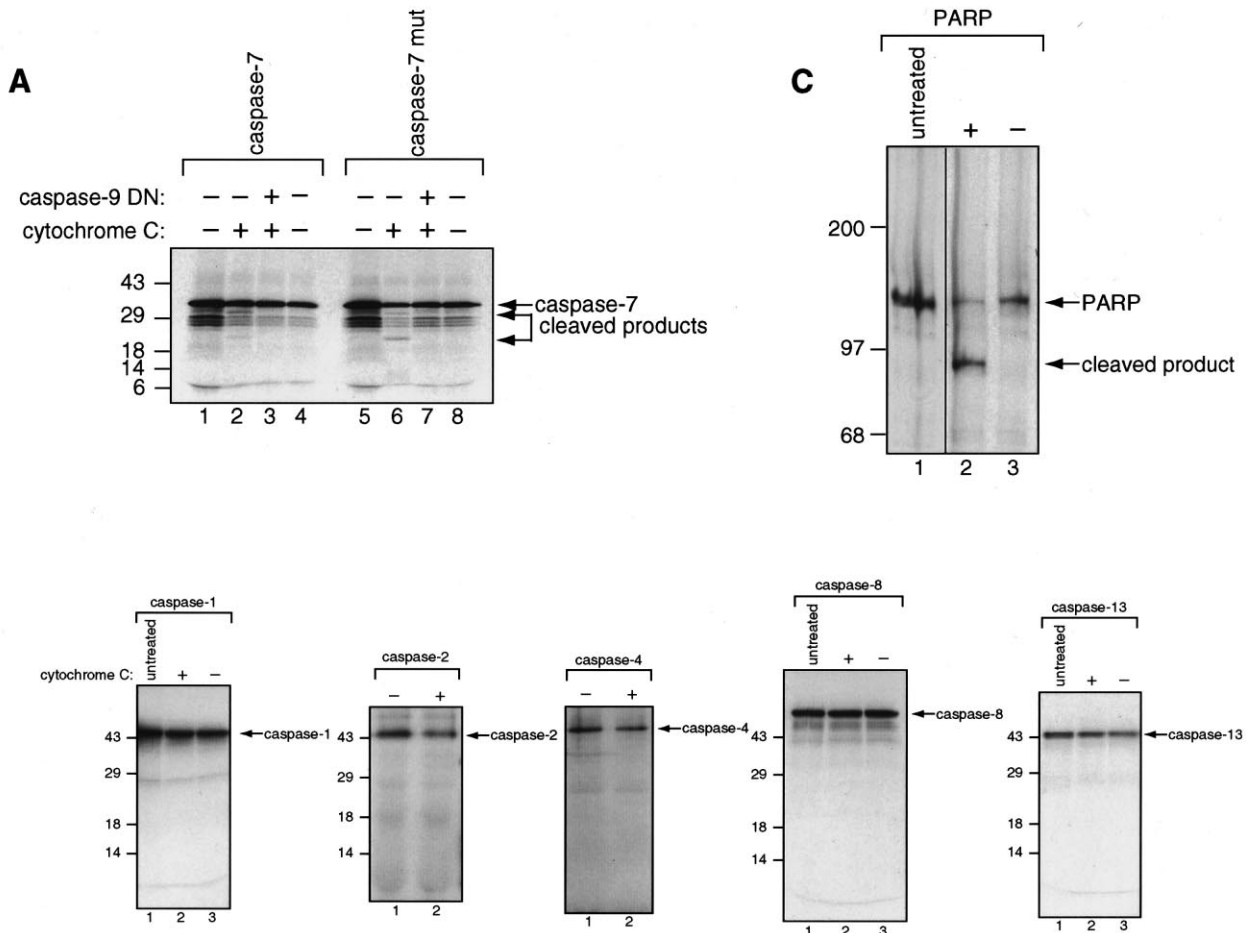 A
caspase-7
caspase-7 mut
caspase-9 DN: − − + − − − + −
cytochrome C: − + + − − + + −
43
29
18
14
6
caspase-7
cleaved products
1 2 3 4 5 6 7 8
C
PARP
untreated + −
200
97
68
PARP
cleaved product
1 2 3
caspase-1
cytochrome C: untreated + −
43
29
18
14
caspase-1
1 2 3
caspase-2
− +
43
29
18
14
caspase-2
1 2
caspase-4
− +
caspase-4
1 2
caspase-8
untreated + −
43
29
18
14
caspase-8
1 2 3
caspase-13
untreated + −
43
29
18
14
caspase-13
1 2 3